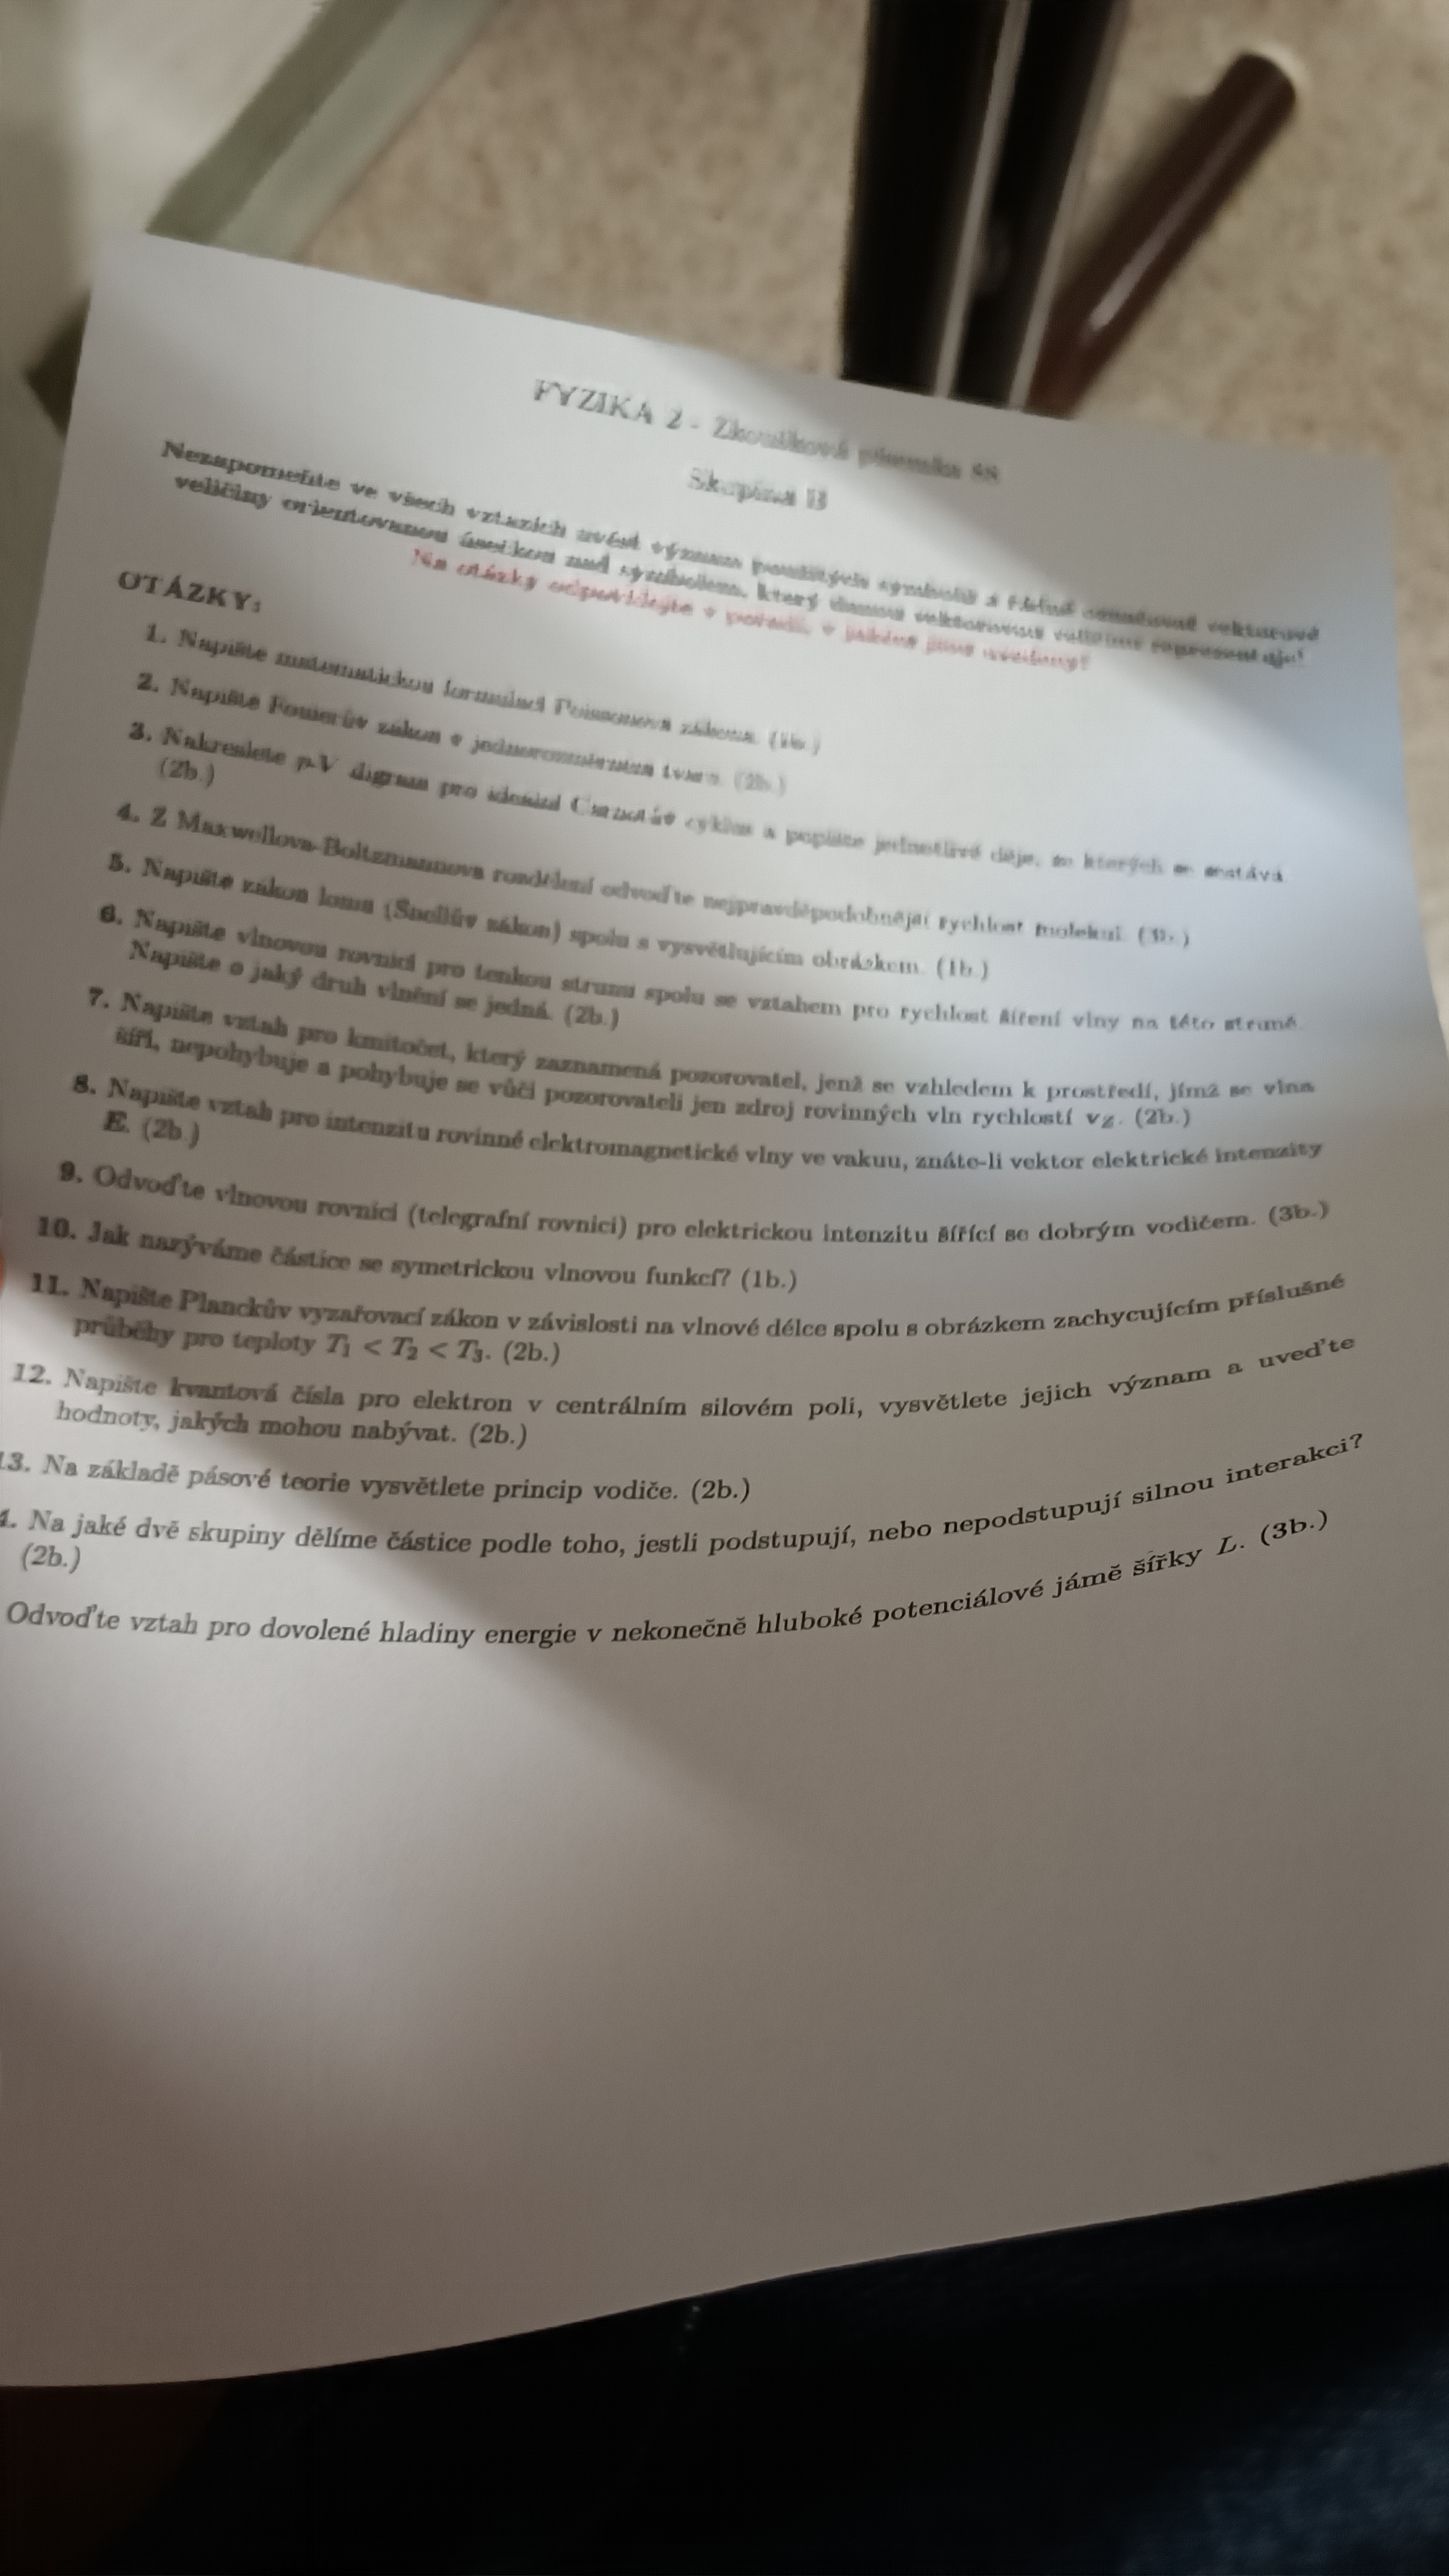 FYZIKA 2 - Zkoušková písemka
Skupina B
Nezapomeňte ve všech vztazích uvést význam použitých symbolů a řádně označovat vektorové
veličiny orientovanou úsečkou nad symbolem, který danou vektorovou veličinu reprezentuje!
Na otázky odpovídejte v pořadí, v jakém jsou uvedeny!
OTÁZKY:
1. Napište matematickou formulaci Poissonova zákona. (1b.)
2. Napište Fourierův zákon v jednorozměrném tvaru. (2b.)
3. Nakreslete p-V digram pro ideální Carnotův cyklus a popište jednotlivé děje, ze kterých se sestává.
(2b.)
4. Z Maxwellova-Boltzmannova rozdělení odvoďte nejpravděpodobnější rychlost molekul.
5. Napište zákon lomu (Snellův zákon) spolu s vysvětlujícím obrázkem. (1b.)
6. Napište vlnovou rovnici pro tenkou strunu spolu se vztahem pro rychlost šíření vlny na této struně.
Napište o jaký druh vlnění se jedná. (2b.)
7. Napište vztah pro kmitočet, který zaznamená pozorovatel, jenž se vzhledem k prostředí, jímž se vlna
šíří, nepohybuje a pohybuje se vůči pozorovateli jen zdroj rovinných vln rychlostí v_Z. (2b.)
8. Napište vztah pro intenzitu rovinné elektromagnetické vlny ve vakuu, znáte-li vektor elektrické intenzity
E. (2b.)
9. Odvoďte vlnovou rovnici (telegrafní rovnici) pro elektrickou intenzitu šířící se dobrým vodičem. (3b.)
10. Jak nazýváme částice se symetrickou vlnovou funkcí? (1b.)
11. Napište Planckův vyzařovací zákon v závislosti na vlnové délce spolu s obrázkem zachycujícím příslušné
průběhy pro teploty T₁ < T₂ < T₃. (2b.)
12. Napište kvantová čísla pro elektron v centrálním silovém poli, vysvětlete jejich význam a uveďte
hodnoty, jakých mohou nabývat. (2b.)
13. Na základě pásové teorie vysvětlete princip vodiče. (2b.)
4. Na jaké dvě skupiny dělíme částice podle toho, jestli podstupují, nebo nepodstupují silnou interakci?
(2b.)
Odvoďte vztah pro dovolené hladiny energie v nekonečně hluboké potenciálové jámě šířky L. (3b.)